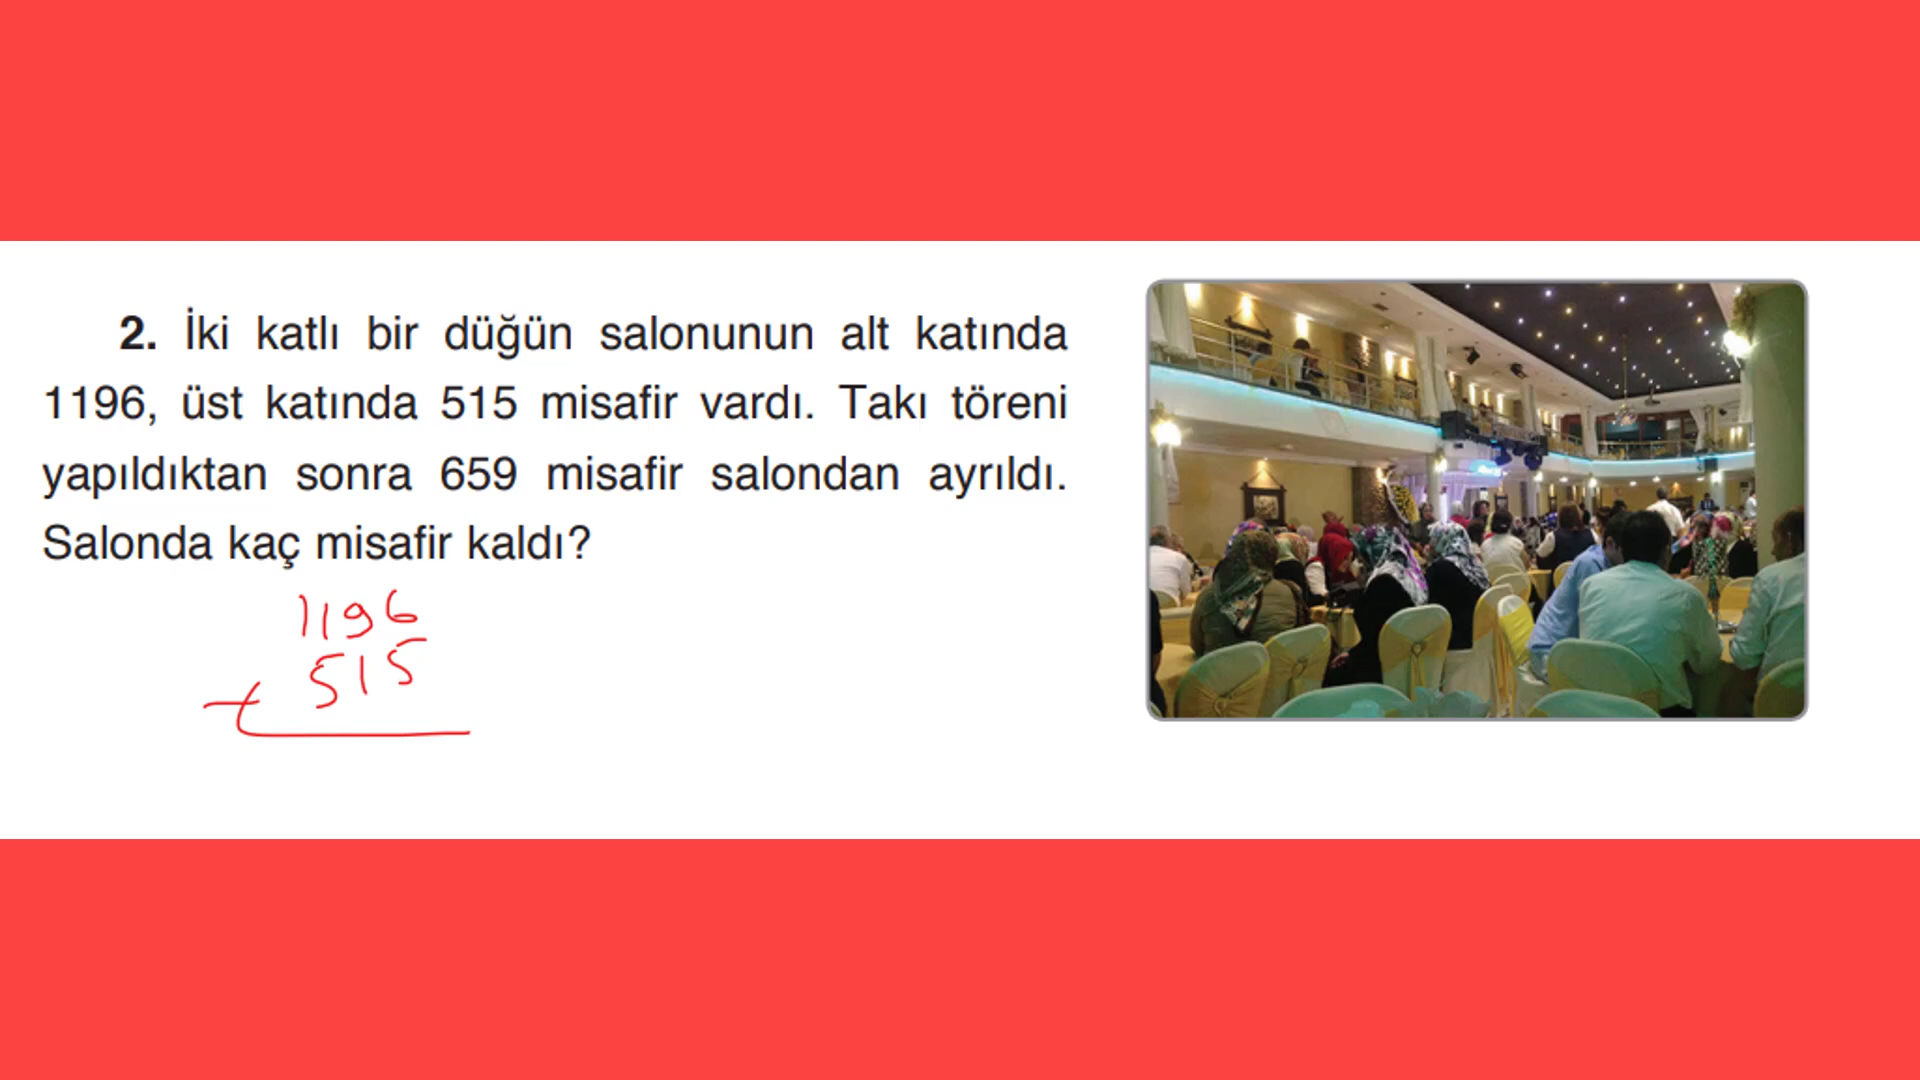 2. İki katlı bir düğün salonunun alt katında
1196, üst katında 515 misafir vardı. Takı töreni
yapıldıktan sonra 659 misafir salondan ayrıldı.
Salonda kaç misafir kaldı?
1196
515
+